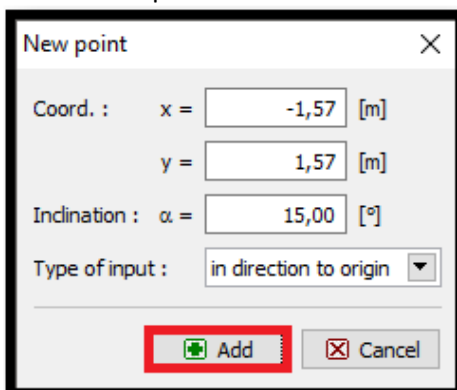 New point
Coord. : x = -1,57 [m]
y = 1,57 [m]
Inclination : α = 15,00 [°]
Type of input : in direction to origin
Add Cancel